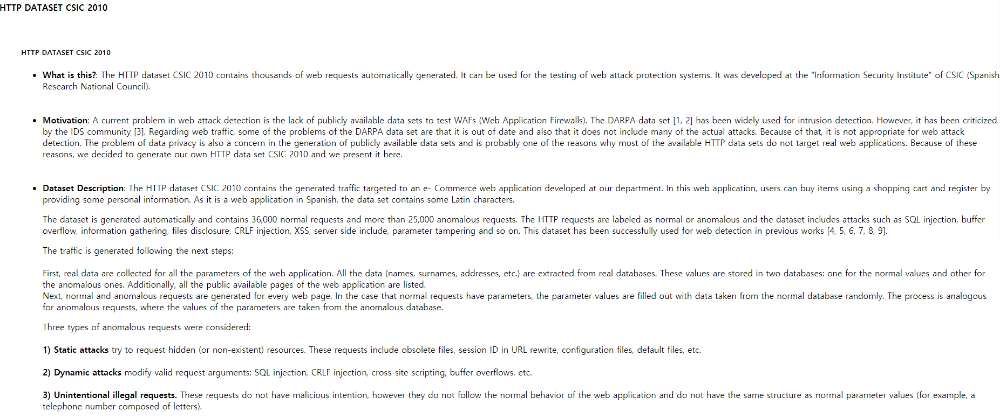 HTTP DATASET CSIC 2010
HTTP DATASET CSIC 2010
• What is this?: The HTTP dataset CSIC 2010 contains thousands of web requests automatically generated. It can be used for the testing of web attack protection systems. It was developed at the "Information Security Institute" of CSIC (Spanish
Research National Council).
• Motivation: A current problem in web attack detection is the lack of publicly available data sets to test WAFs (Web Application Firewalls). The DARPA data set [1, 2] has been widely used for intrusion detection. However, it has been criticized
by the IDS community [3]. Regarding web traffic, some of the problems of the DARPA data set are that it is out of date and also that it does not include many of the actual attacks. Because of that, it is not appropriate for web attack
detection. The problem of data privacy is also a concern in the generation of publicly available data sets and is probably one of the reasons why most of the available HTTP data sets do not target real web applications. Because of these
reasons, we decided to generate our own HTTP data set CSIC 2010 and we present it here.
• Dataset Description: The HTTP dataset CSIC 2010 contains the generated traffic targeted to an e- Commerce web application developed at our department. In this web application, users can buy items using a shopping cart and register by
providing some personal information. As it is a web application in Spanish, the data set contains some Latin characters.
The dataset is generated automatically and contains 36,000 normal requests and more than 25,000 anomalous requests. The HTTP requests are labeled as normal or anomalous and the dataset includes attacks such as SQL injection, buffer
overflow, information gathering, files disclosure, CRLF injection, XSS, server side include, parameter tampering and so on. This dataset has been successfully used for web detection in previous works [4, 5, 6, 7, 8, 9].
The traffic is generated following the next steps:
First, real data are collected for all the parameters of the web application. All the data (names, surnames, addresses, etc.) are extracted from real databases. These values are stored in two databases: one for the normal values and other for
the anomalous ones. Additionally, all the public available pages of the web application are listed.
Next, normal and anomalous requests are generated for every web page. In the case that normal requests have parameters, the parameter values are filled out with data taken from the normal database randomly. The process is analogous
for anomalous requests, where the values of the parameters are taken from the anomalous database.
Three types of anomalous requests were considered:
1) Static attacks try to request hidden (or non-existent) resources. These requests include obsolete files, session ID in URL rewrite, configuration files, default files, etc.
2) Dynamic attacks modify valid request arguments: SQL injection, CRLF injection, cross-site scripting, buffer overflows, etc.
3) Unintentional illegal requests. These requests do not have malicious intention, however they do not follow the normal behavior of the web application and do not have the same structure as normal parameter values (for example, a
telephone number composed of letters).